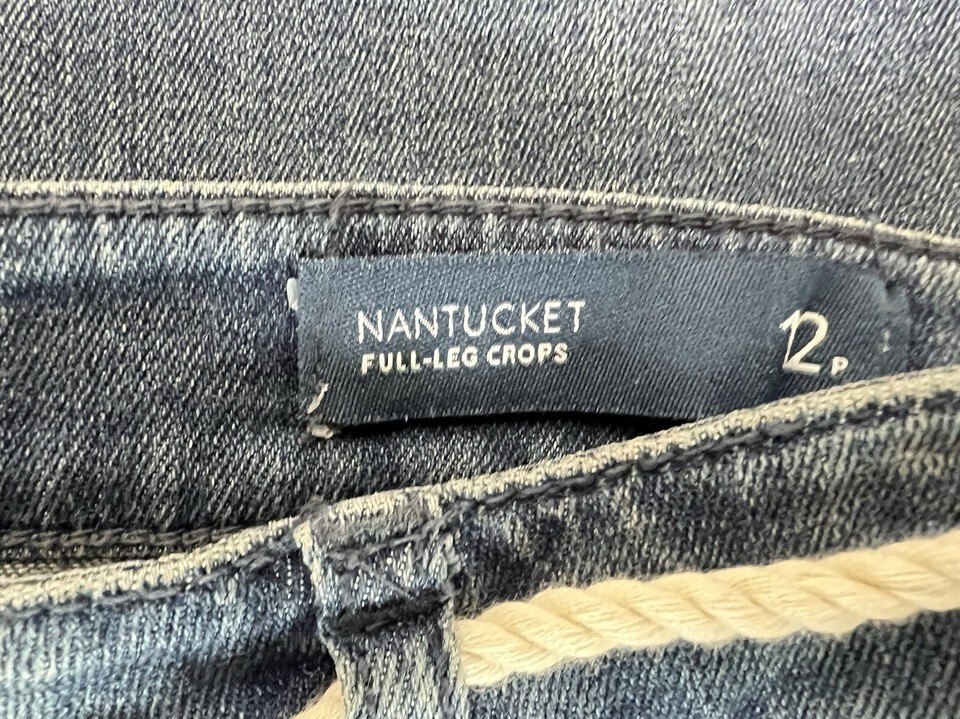 NANTUCKET
FULL-LEG CROPS
12P